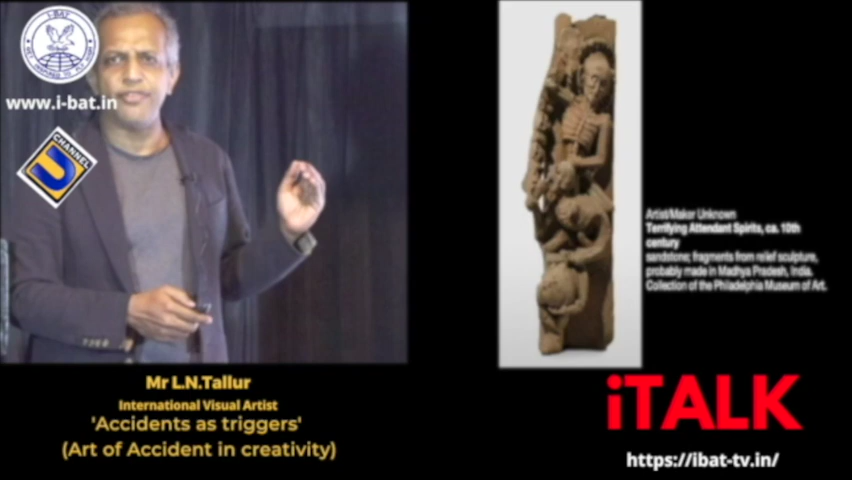 I-BAT
www.i-bat.in
CHANNEL
U
Artist/Maker Unknown
Terrifying Attendant Spirits, ca. 10th
century
sandstone; fragments from relief sculpture,
probably made in Madhya Pradesh, India.
Collection of the Philadelphia Museum of Art.
Mr L.N.Tallur
International Visual Artist
'Accidents as triggers'
(Art of Accident in creativity)
iTALK
https://ibat-tv.in/